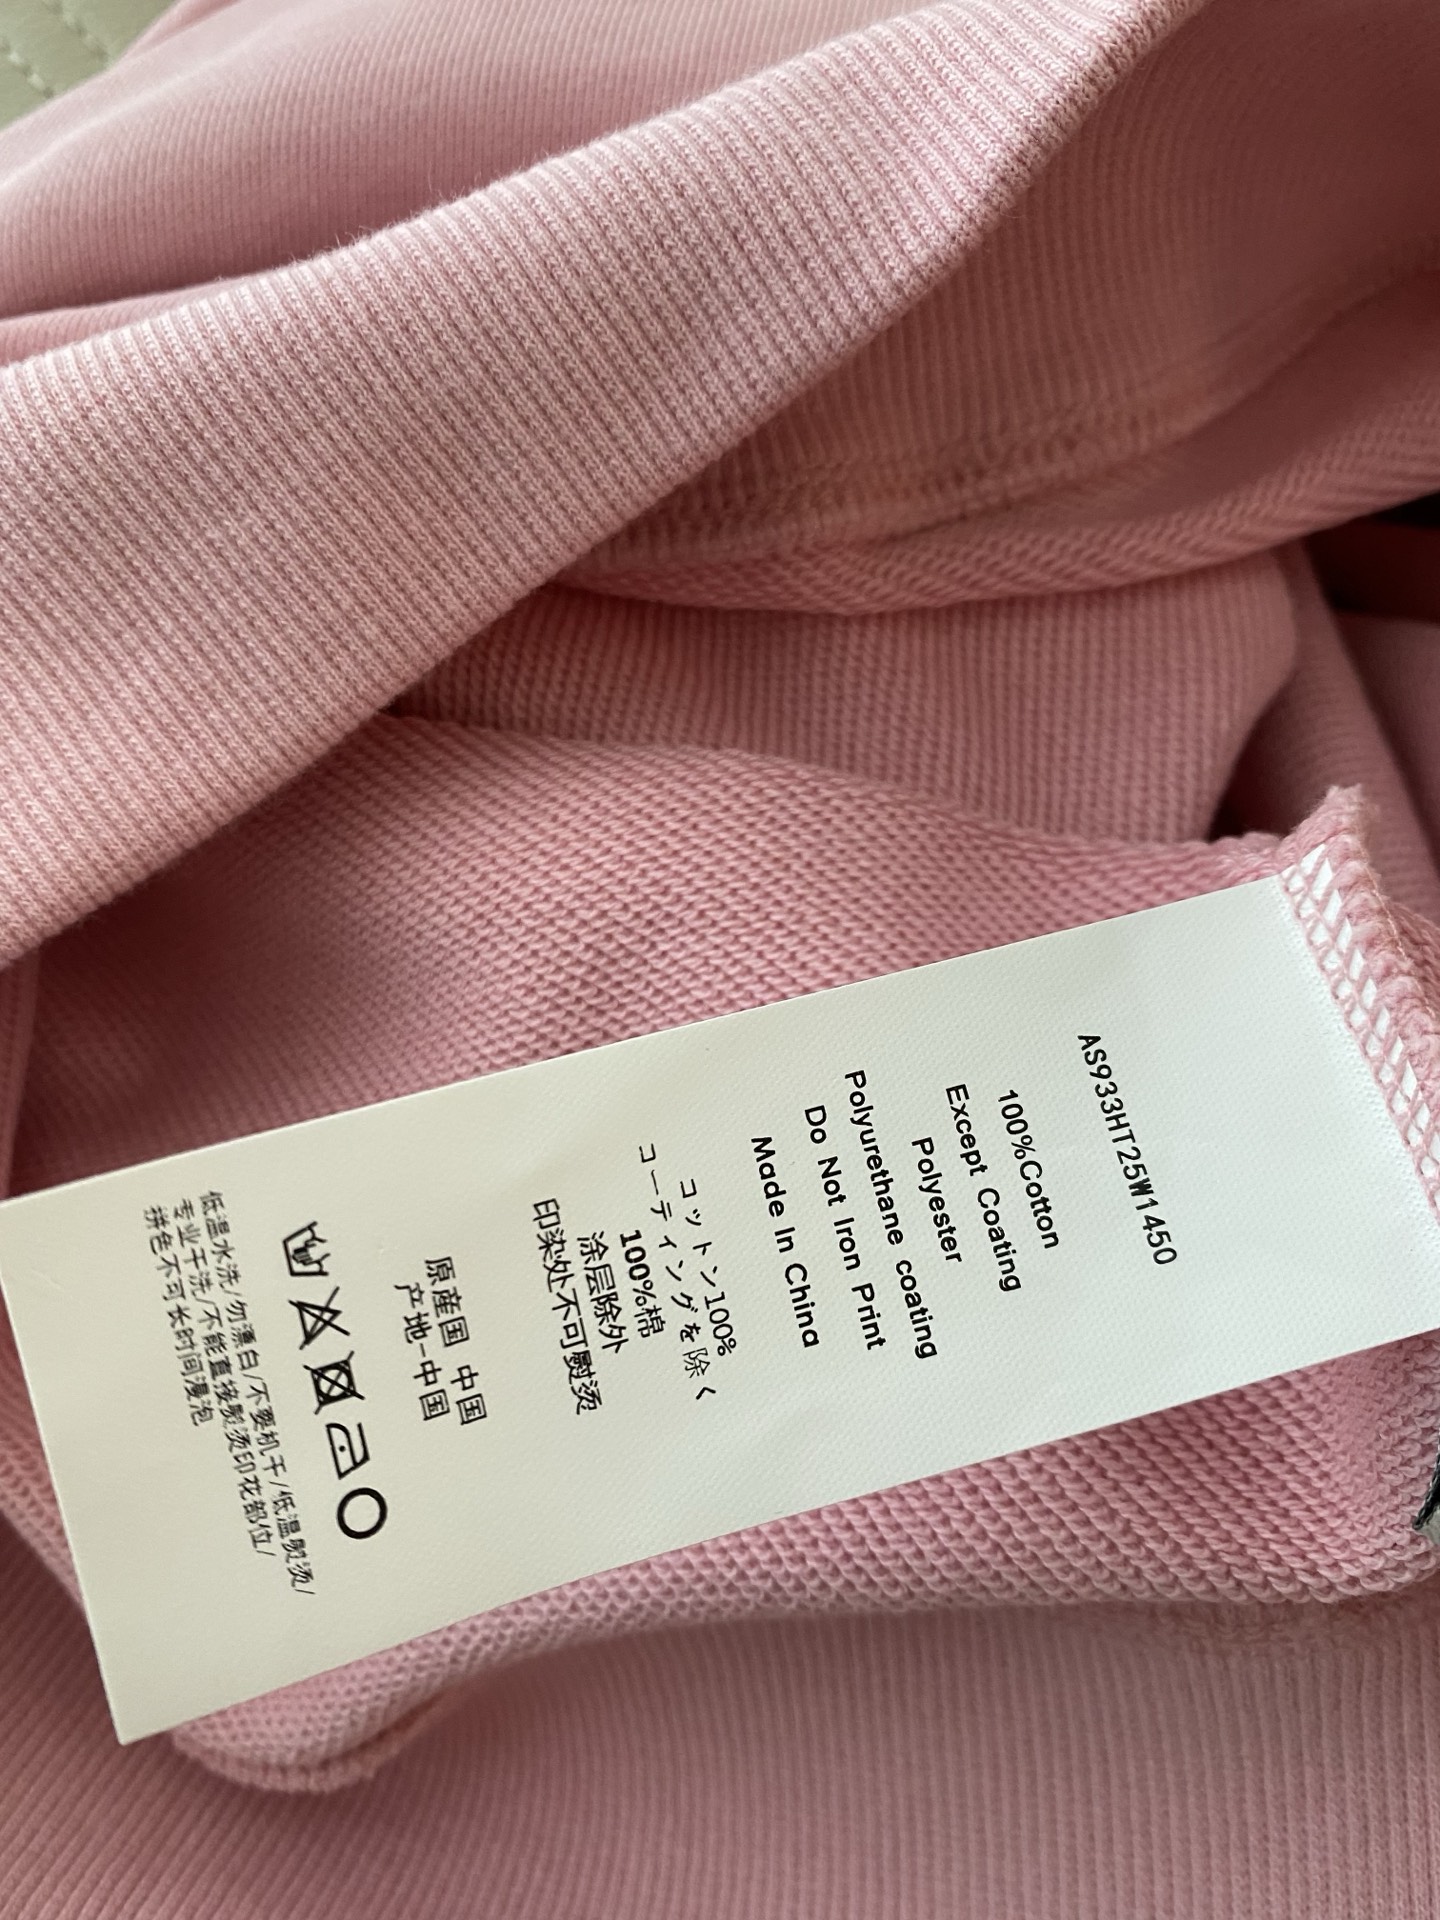 AS933HT25W1450
100%Cotton
Except Coating
Polyester
Polyurethane coating
Do Not Iron Print
Made In China
コットン100%
コーティングを除く
100%棉
涂层除外
印染处不可熨烫
原産国 中国
产地-中国
低温水洗/勿漂白/不要机干/低温熨烫/
专业干洗/不能直接熨烫印花部位/
拼色不可长时间浸泡